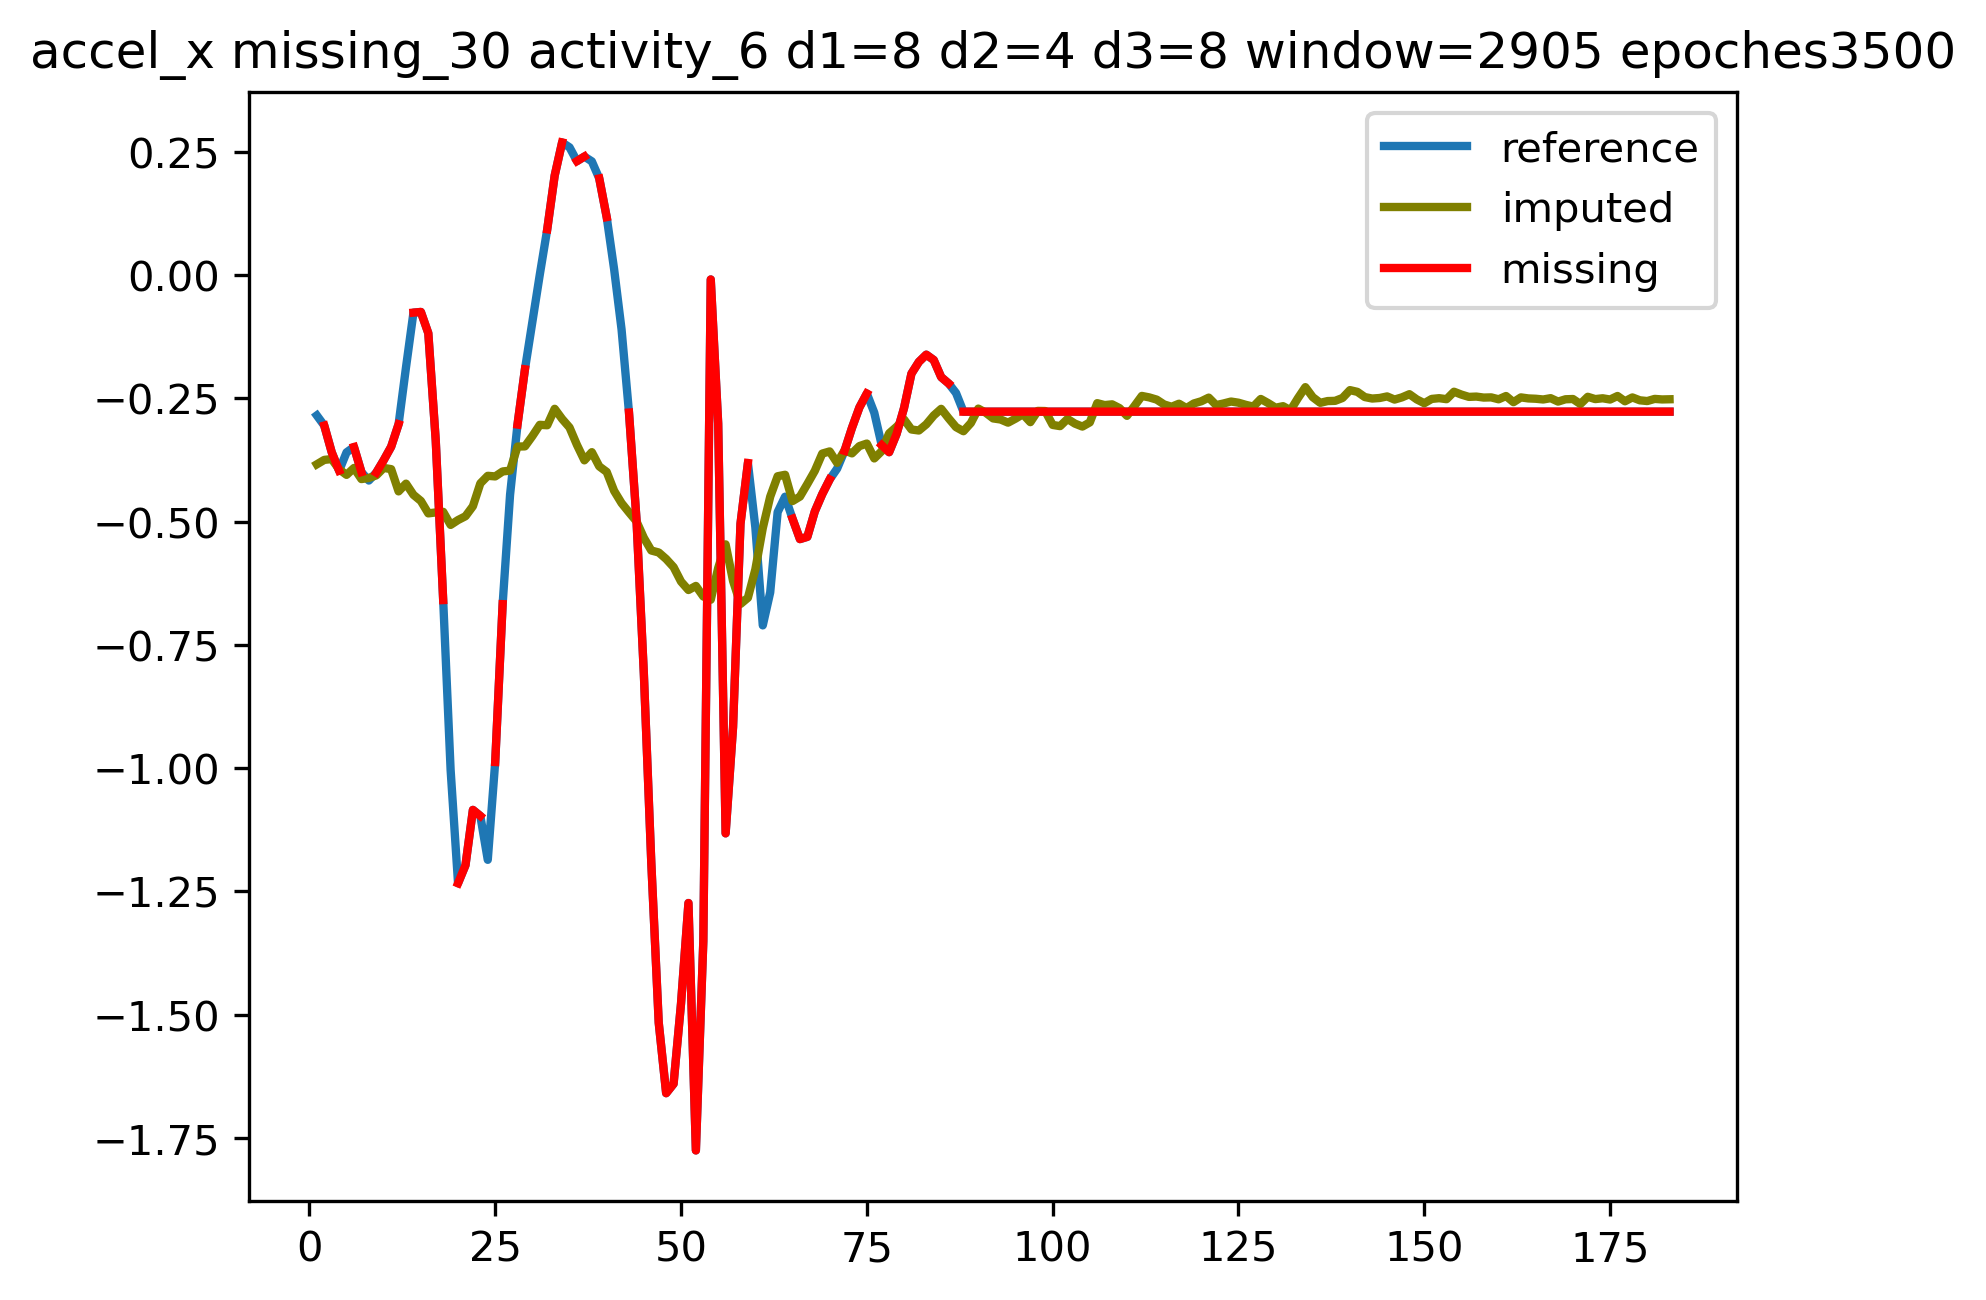 accel_x missing_30 activity_6 d1=8 d2=4 d3=8 window=2905 epoches3500
reference
imputed
missing
0.25
0.00
−0.25
−0.50
−0.75
−1.00
−1.25
−1.50
−1.75
0 25 50 75 100 125 150 175